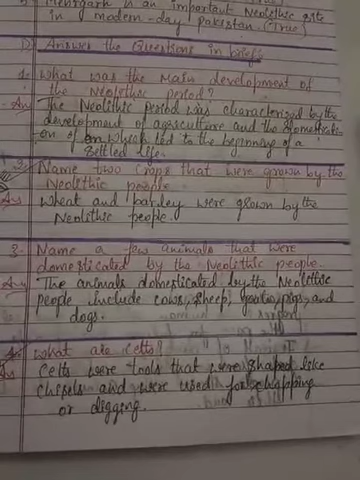 Mehrgarh is an important Neolithic site
in modern-day Pakistan. (True)
D) Answer the Questions in briefs
1. What was the main development of
the Neolithic period?
Ans The Neolithic period was characterized by the
development of agriculture and the domesticati-
on of on which led to the beginning of a
settled life.
2. Name two crops that were grown by the
Neolithic people
Ans Wheat and barley were grown by the
Neolithic people.
3. Name a few animals that were
domesticated by the Neolithic people.
Ans The animals domesticated by the Neolithic
people include cows, sheep, goats, pigs, and
dogs.
4. What are Celts?
Ans Celts were tools that were shaped like
chisels and were used for chopping
or digging.